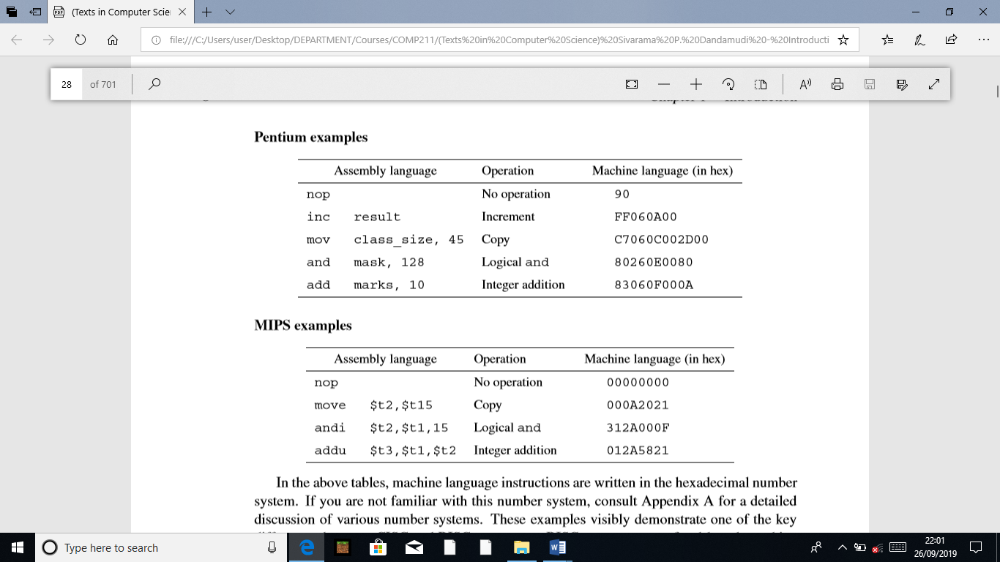 (Texts in Computer Scie
file:///C:/Users/user/Desktop/DEPARTMENT/Courses/COMP211/(Texts%20in%20Computer%20Science)%20Sivarama%20P.%20Dandamudi%20-%20Introducti
28 of 701
Pentium examples
Assembly language Operation Machine language (in hex)
nop No operation 90
inc result Increment FF060A00
mov class_size, 45 Copy C7060C002D00
and mask, 128 Logical and 80260E0080
add marks, 10 Integer addition 83060F000A
MIPS examples
Assembly language Operation Machine language (in hex)
nop No operation 00000000
move $t2,$t15 Copy 000A2021
andi $t2,$t1,15 Logical and 312A000F
addu $t3,$t1,$t2 Integer addition 012A5821
In the above tables, machine language instructions are written in the hexadecimal number
system. If you are not familiar with this number system, consult Appendix A for a detailed
discussion of various number systems. These examples visibly demonstrate one of the key
Type here to search
22:01
26/09/2019